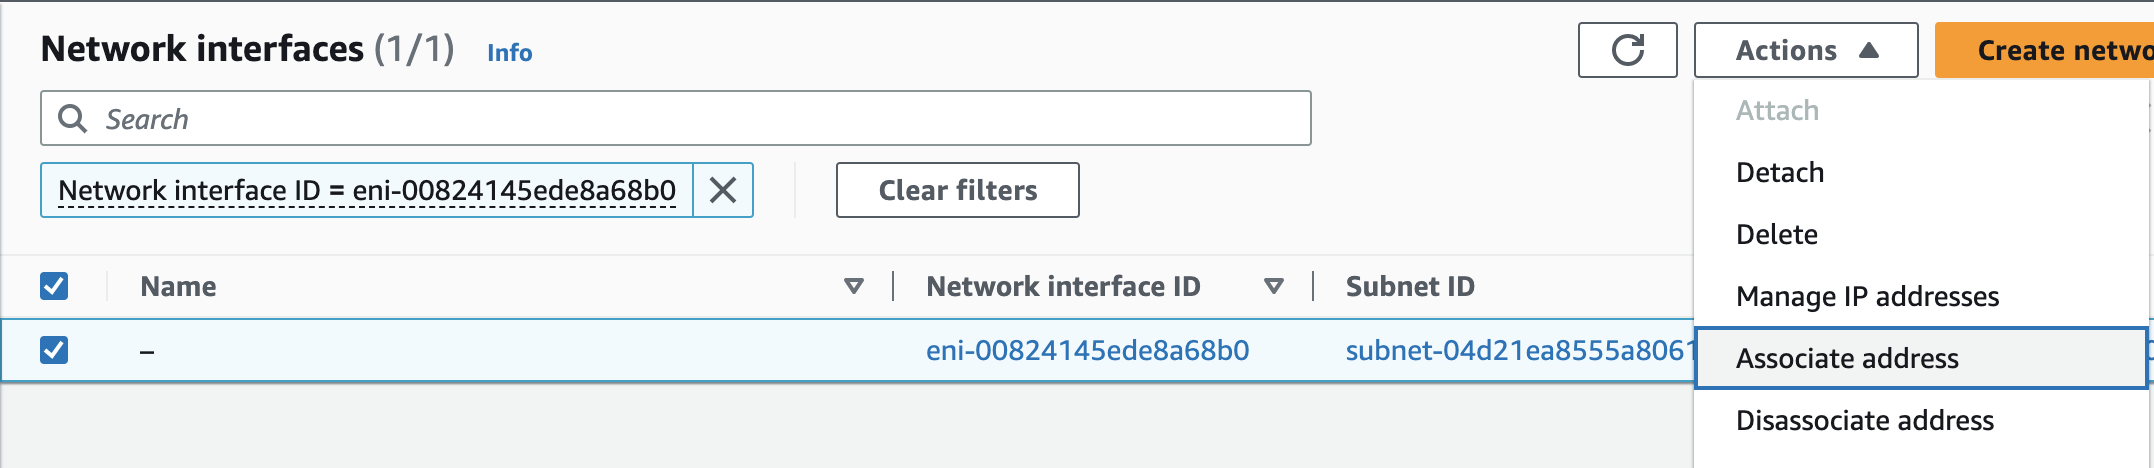 Network interfaces (1/1) Info
Actions
Create netwo
Search
Network interface ID = eni-00824145ede8a68b0
Clear filters
Attach
Detach
Delete
Manage IP addresses
Associate address
Disassociate address
Name
Network interface ID
Subnet ID
–
eni-00824145ede8a68b0
subnet-04d21ea8555a8061